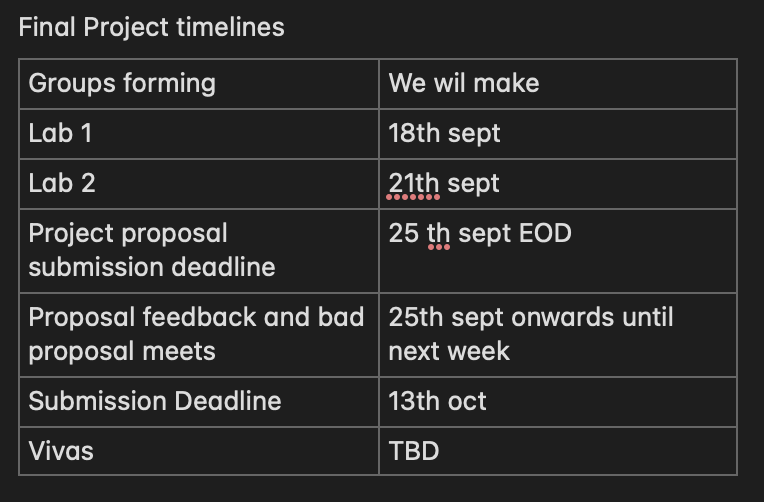 Final Project timelines
Groups forming
We wil make
Lab 1
18th sept
Lab 2
21th sept
Project proposal
submission deadline
25 th sept EOD
Proposal feedback and bad
proposal meets
25th sept onwards until
next week
Submission Deadline
13th oct
Vivas
TBD